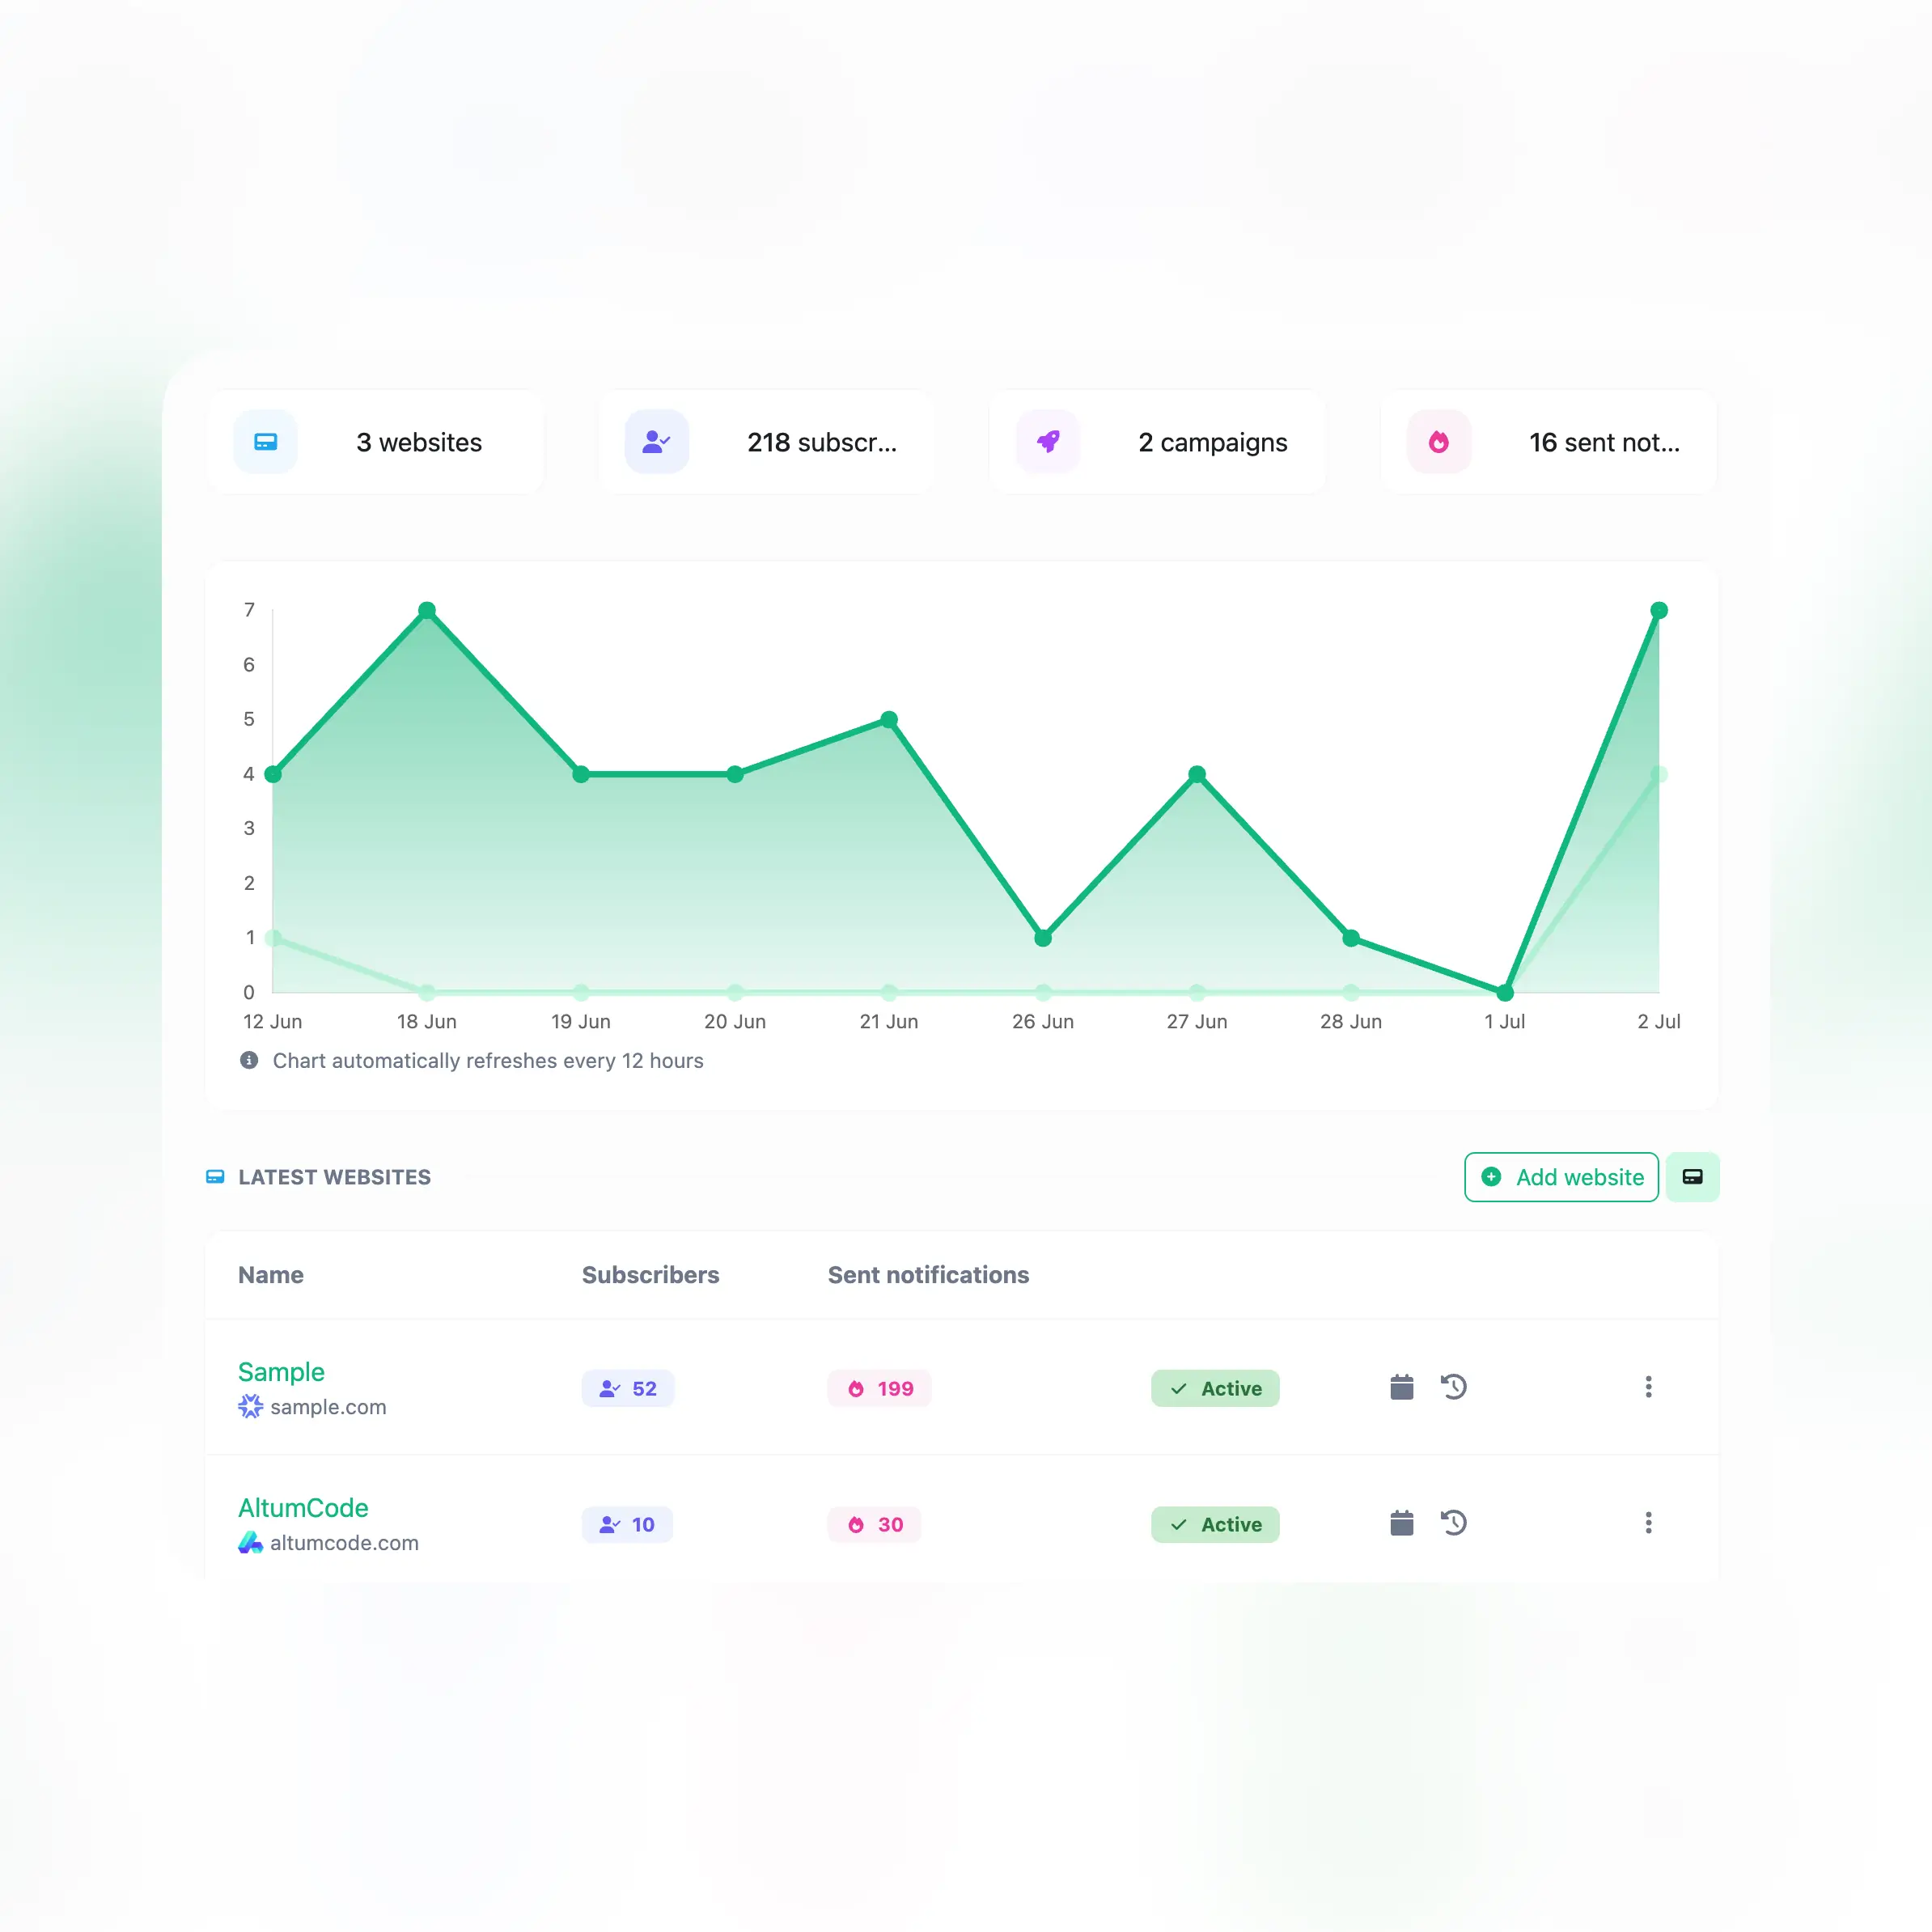 3 websites
218 subscr...
2 campaigns
16 sent not...
7
6
5
4
3
2
1
0
12 Jun 18 Jun 19 Jun 20 Jun 21 Jun 26 Jun 27 Jun 28 Jun 1 Jul 2 Jul
Chart automatically refreshes every 12 hours
LATEST WEBSITES
Add website
Name Subscribers Sent notifications
Sample
sample.com
52
199
Active
AltumCode
altumcode.com
10
30
Active